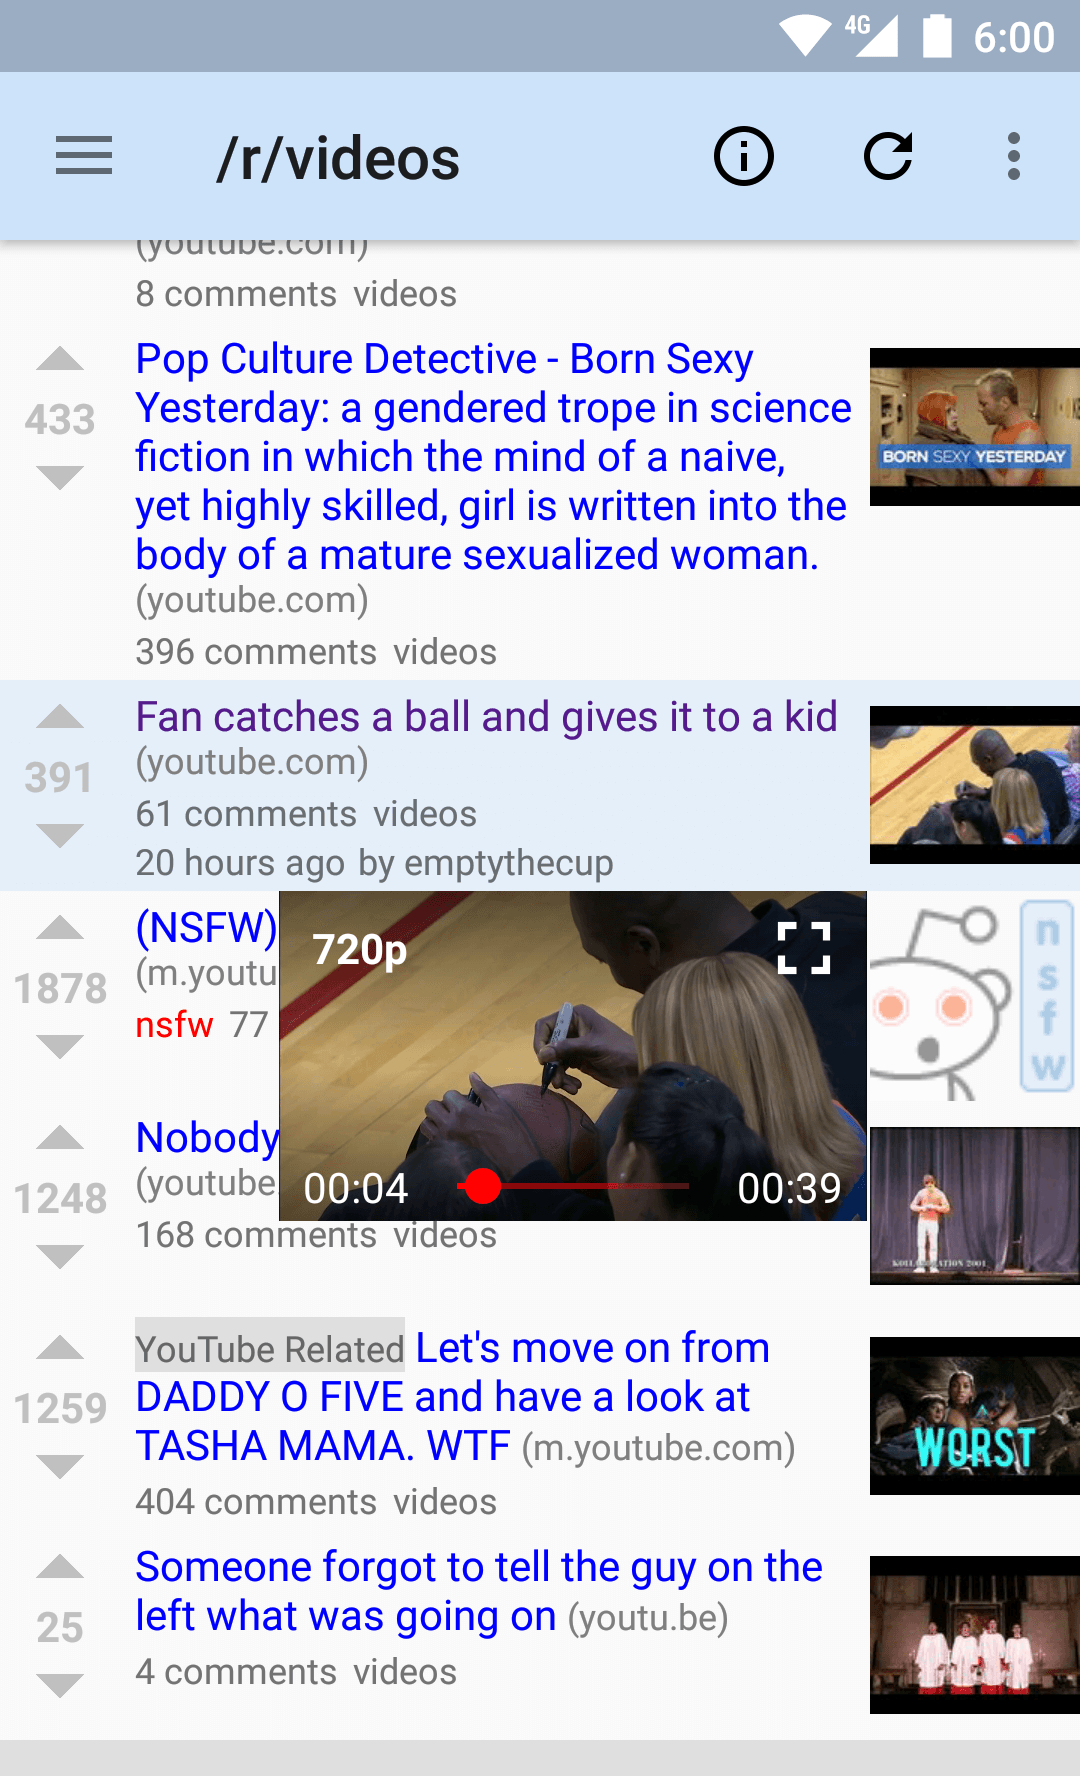 4G 6:00
/r/videos
(youtube.com)
8 comments videos
Pop Culture Detective - Born Sexy
Yesterday: a gendered trope in science
fiction in which the mind of a naive,
yet highly skilled, girl is written into the
body of a mature sexualized woman.
(youtube.com)
396 comments videos
433
BORN SEXY YESTERDAY
Fan catches a ball and gives it to a kid
(youtube.com)
61 comments videos
20 hours ago by emptythecup
391
(NSFW)
(m.youtu
nsfw 77
1878
720p
00:04 00:39
nsfw
Nobody
(youtube.
168 comments videos
1248
KOLLABORATION 2001
YouTube Related Let's move on from
DADDY O FIVE and have a look at
TASHA MAMA. WTF (m.youtube.com)
404 comments videos
1259
WORST
Someone forgot to tell the guy on the
left what was going on (youtu.be)
4 comments videos
25